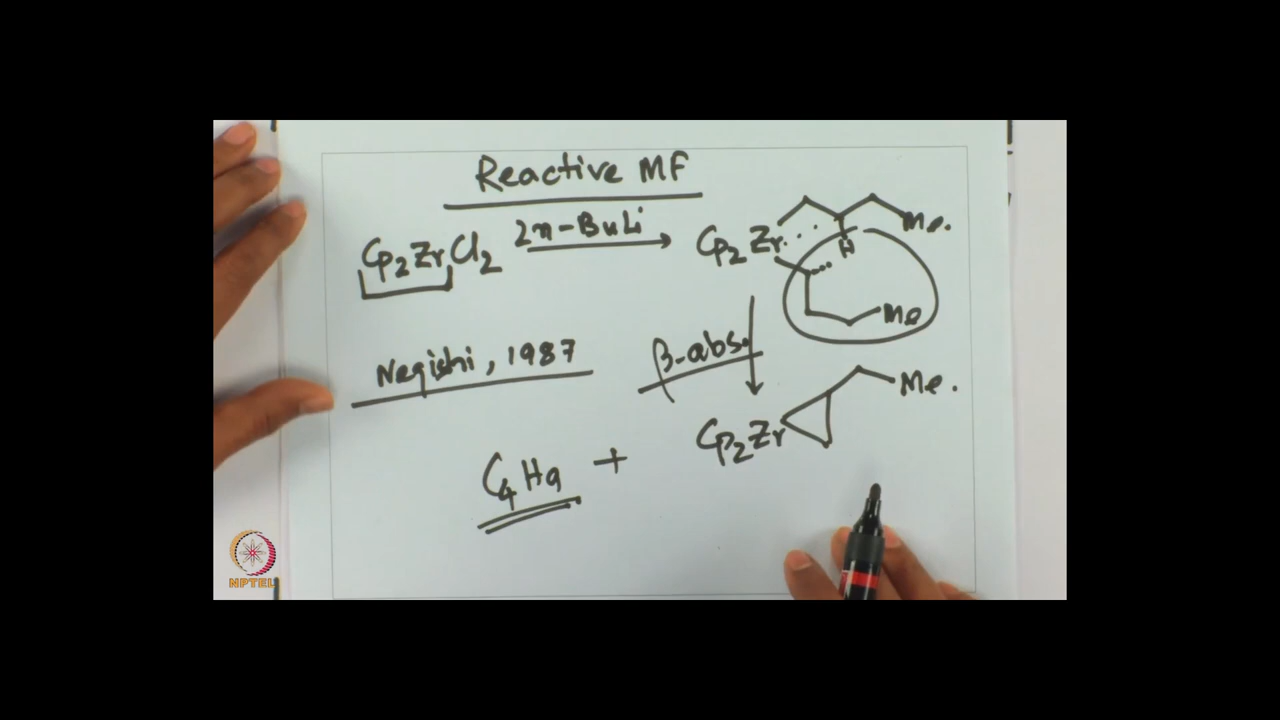 Reactive MF
Cp2ZrCl2 2n-BuLi Cp2Zr H Me.
Me
Negishi, 1987 β-abs.
Cp2Zr Me.
C4H9 +
NPTEL